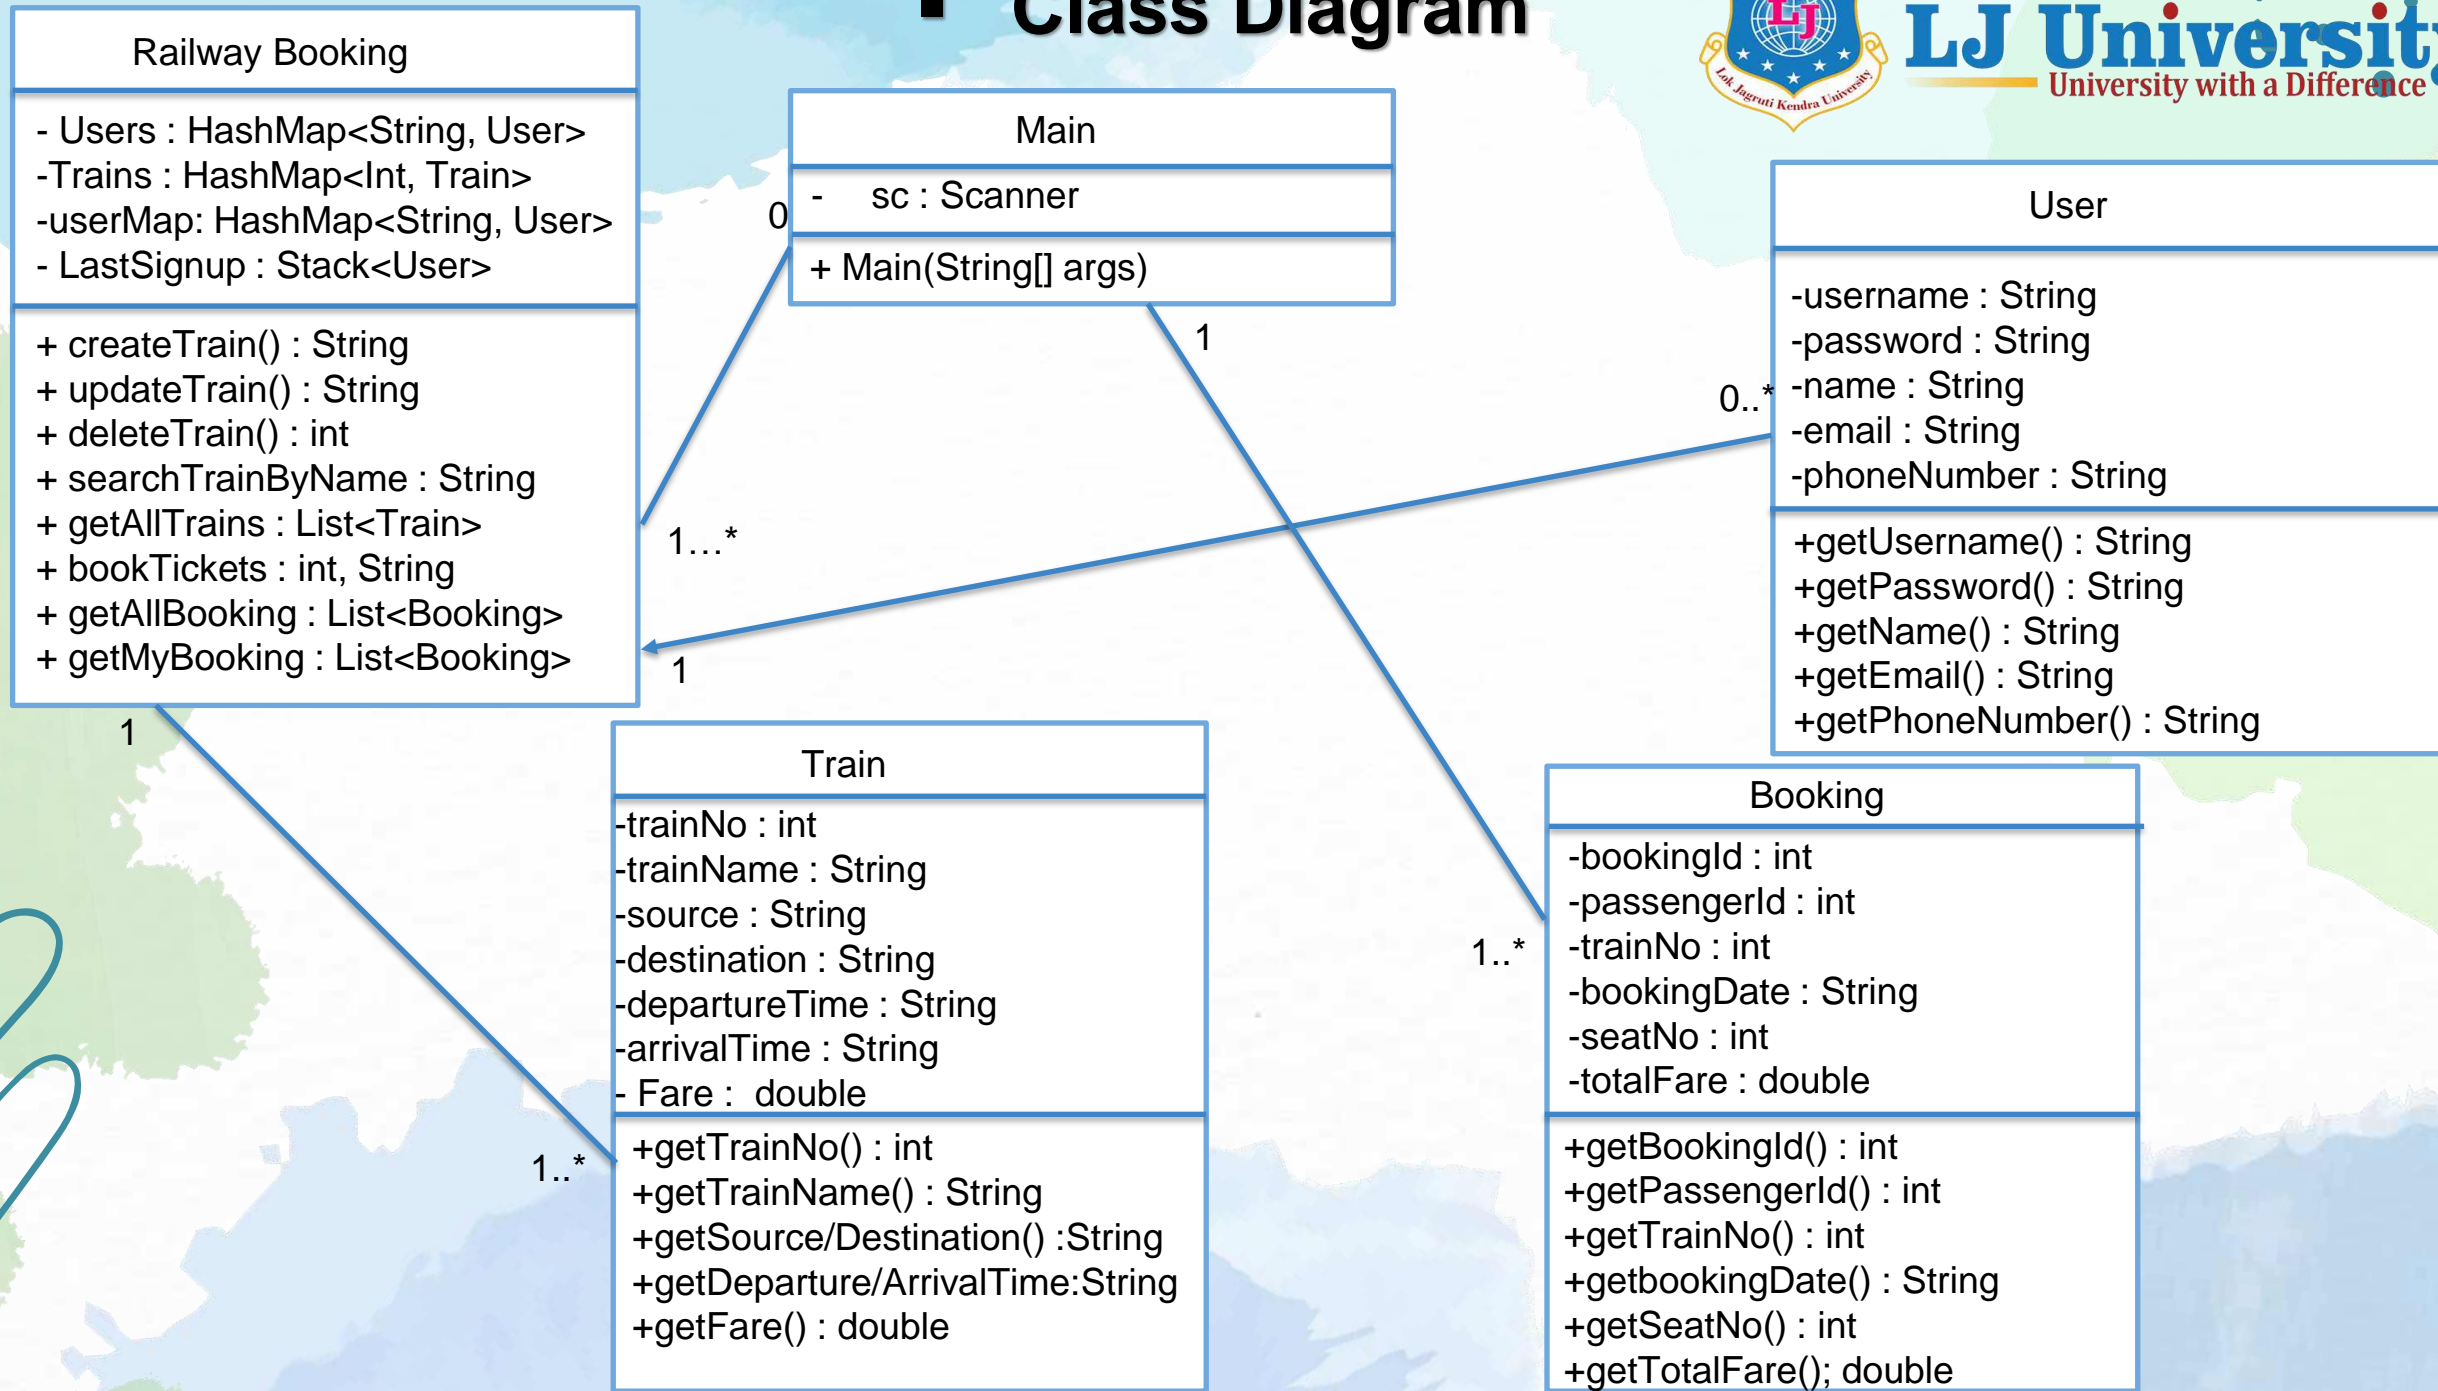 ▪ Class Diagram
LJ
Lok Jagruti Kendra University
LJ University
University with a Difference
Railway Booking
- Users : HashMap<String, User>
-Trains : HashMap<Int, Train>
-userMap: HashMap<String, User>
- LastSignup : Stack<User>
+ createTrain() : String
+ updateTrain() : String
+ deleteTrain() : int
+ searchTrainByName : String
+ getAllTrains : List<Train>
+ bookTickets : int, String
+ getAllBooking : List<Booking>
+ getMyBooking : List<Booking>
Main
- sc : Scanner
+ Main(String[] args)
0
1…*
1
1..*
0..*
1
1
1..*
User
-username : String
-password : String
-name : String
-email : String
-phoneNumber : String
+getUsername() : String
+getPassword() : String
+getName() : String
+getEmail() : String
+getPhoneNumber() : String
Train
-trainNo : int
-trainName : String
-source : String
-destination : String
-departureTime : String
-arrivalTime : String
- Fare : double
+getTrainNo() : int
+getTrainName() : String
+getSource/Destination() :String
+getDeparture/ArrivalTime:String
+getFare() : double
Booking
-bookingId : int
-passengerId : int
-trainNo : int
-bookingDate : String
-seatNo : int
-totalFare : double
+getBookingId() : int
+getPassengerId() : int
+getTrainNo() : int
+getbookingDate() : String
+getSeatNo() : int
+getTotalFare(); double